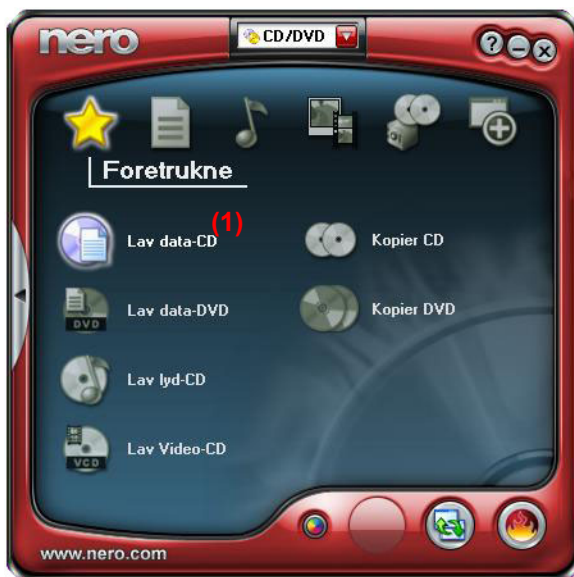 nero
CD/DVD
?
Foretrukne
(1)
Lav data-CD
Kopier CD
DVD
Lav data-DVD
Kopier DVD
Lav lyd-CD
VCD
Lav Video-CD
www.nero.com